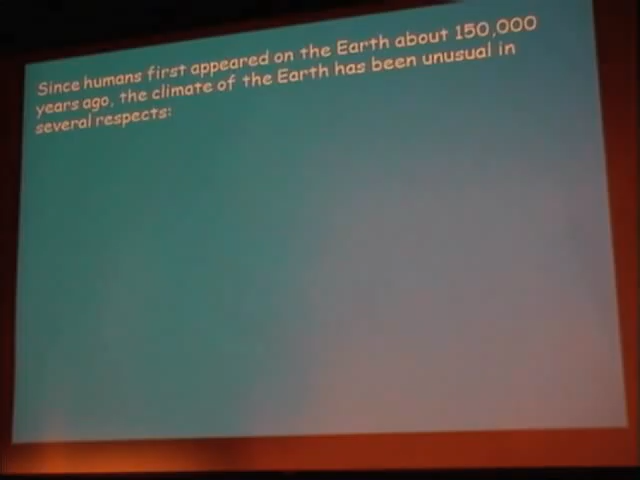 Since humans first appeared on the Earth about 150,000
years ago, the climate of the Earth has been unusual in
several respects: